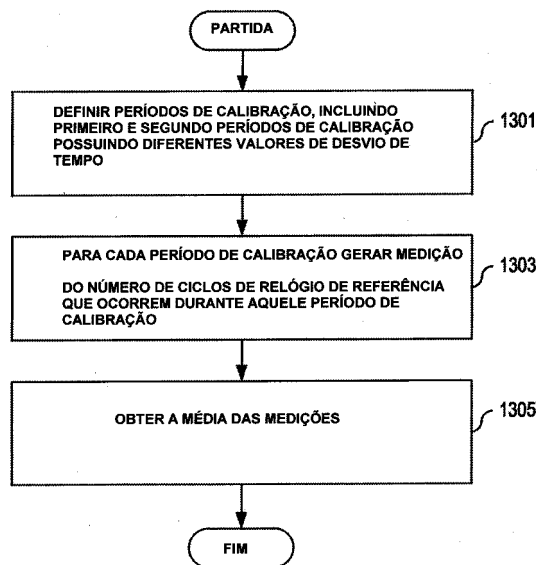 PARTIDA
DEFINIR PERÍODOS DE CALIBRAÇÃO, INCLUINDO
PRIMEIRO E SEGUNDO PERÍODOS DE CALIBRAÇÃO
POSSUINDO DIFERENTES VALORES DE DESVIO DE
TEMPO
1301
PARA CADA PERÍODO DE CALIBRAÇÃO GERAR MEDIÇÃO
DO NÚMERO DE CICLOS DE RELÓGIO DE REFERÊNCIA
QUE OCORREM DURANTE AQUELE PERÍODO DE
CALIBRAÇÃO
1303
OBTER A MÉDIA DAS MEDIÇÕES
1305
FIM